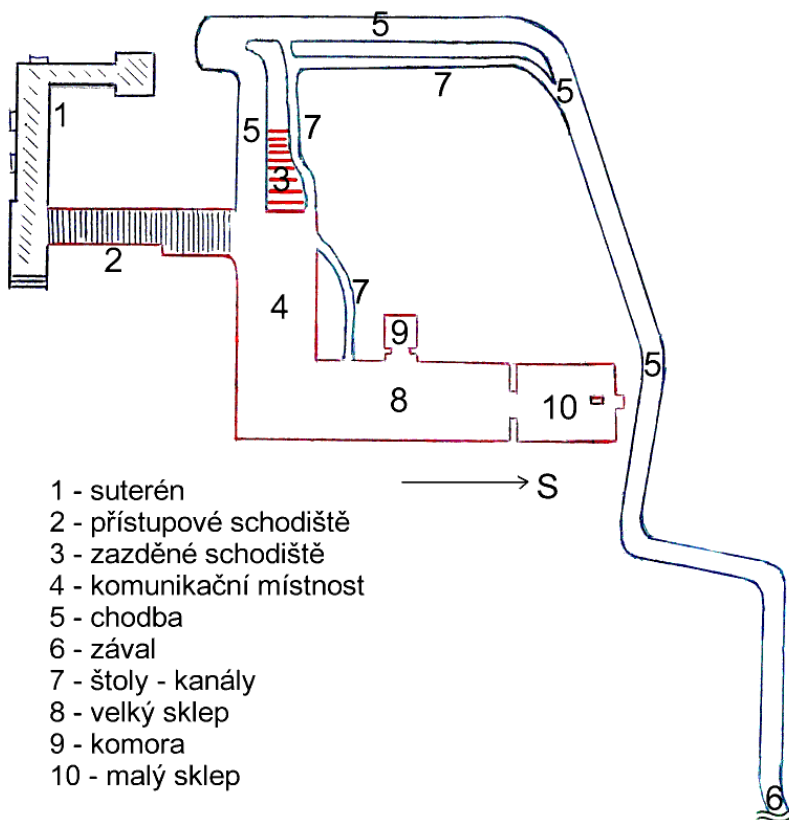 5
5
7
1
5
7
3
2
4
7
9
5
8
10
S
1 - suterén
2 - přístupové schodiště
3 - zazděné schodiště
4 - komunikační místnost
5 - chodba
6 - zával
7 - štoly - kanály
8 - velký sklep
9 - komora
10 - malý sklep
6